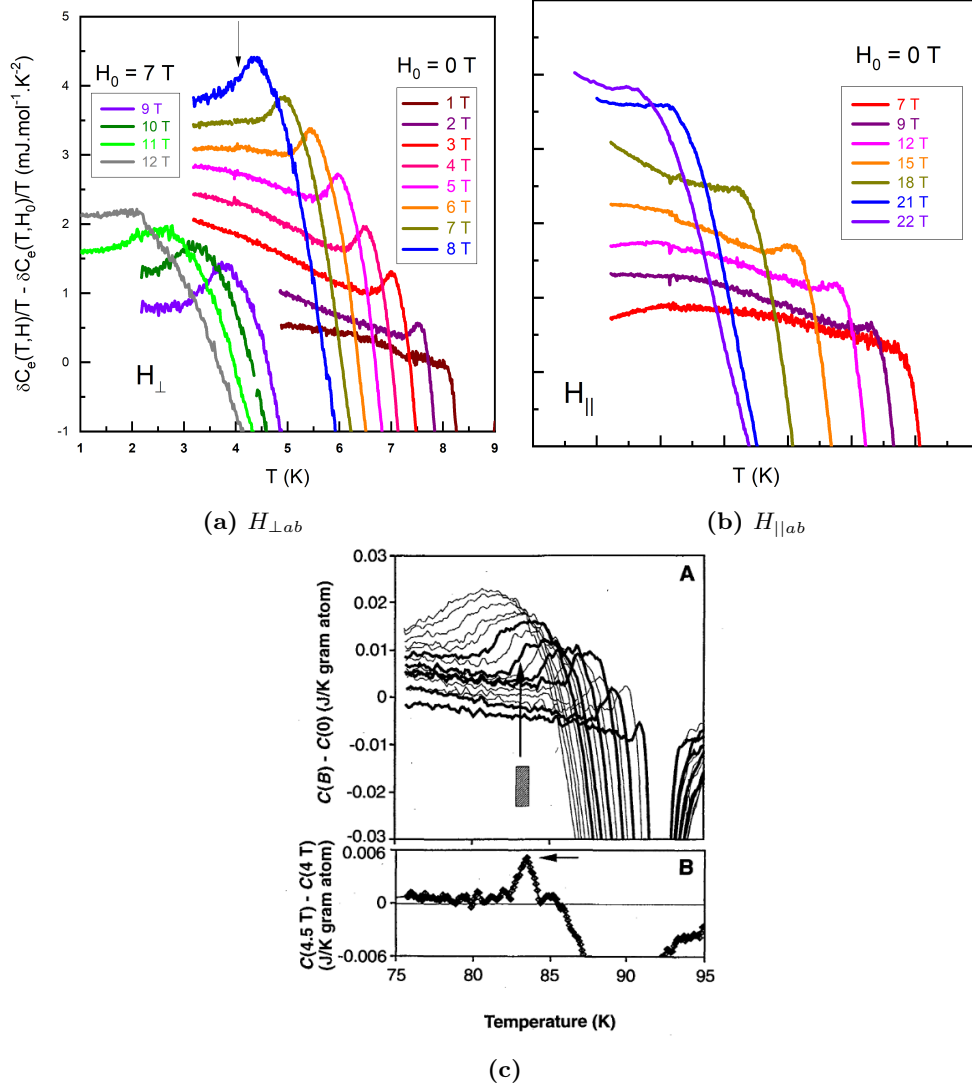 δCe(T,H)/T - δCe(T,H0)/T (mJ.mol-1.K-2)
5
4
3
2
1
0
-1
H0 = 7 T
9 T
10 T
11 T
12 T
H0 = 0 T
1 T
2 T
3 T
4 T
5 T
6 T
7 T
8 T
H⊥
1 2 3 4 5 6 7 8 9
T (K)
(a) H⊥ab
H0 = 0 T
7 T
9 T
12 T
15 T
18 T
21 T
22 T
H||
T (K)
(b) H||ab
C(B) - C(0) (J/K gram atom)
0.03
0.02
0.01
0
-0.01
-0.02
-0.03
A
C(4.5 T) - C(4 T)
(J/K gram atom)
0.006
0
-0.006
B
75 80 85 90 95
Temperature (K)
(c)